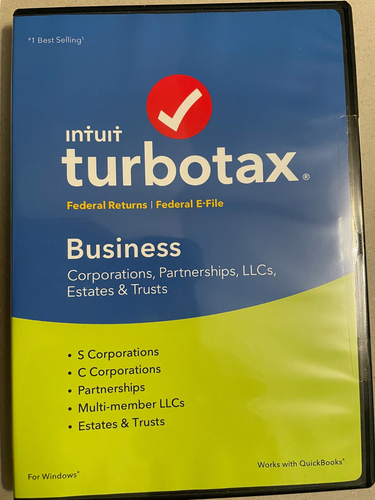 #1 Best Selling¹
ıntuıt
turbotax®
Federal Returns | Federal E-File
Business
Corporations, Partnerships, LLCs,
Estates & Trusts
• S Corporations
• C Corporations
• Partnerships
• Multi-member LLCs
• Estates & Trusts
For Windows®
Works with QuickBooks®